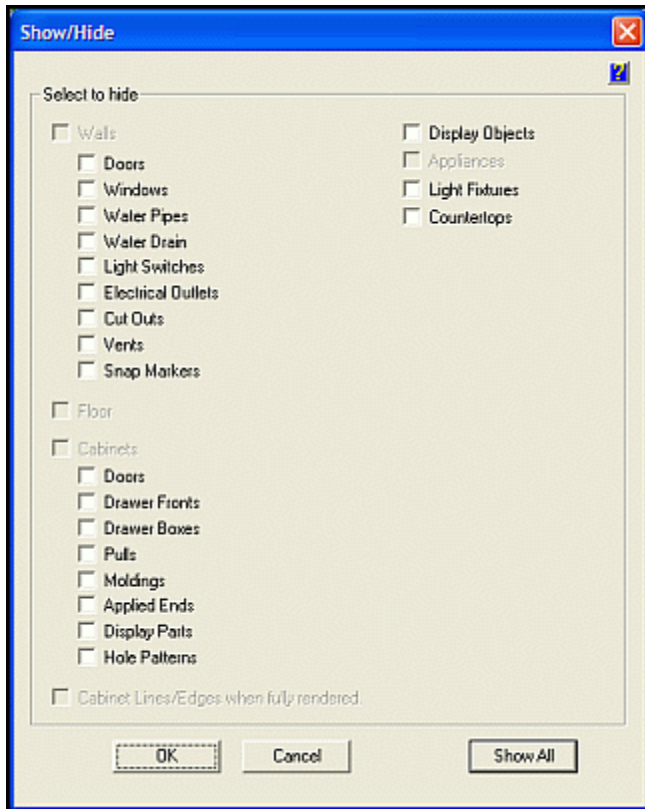 Show/Hide
Select to hide
Walls
Doors
Windows
Water Pipes
Water Drain
Light Switches
Electrical Outlets
Cut Outs
Vents
Snap Markers
Floor
Cabinets
Doors
Drawer Fronts
Drawer Boxes
Pulls
Moldings
Applied Ends
Display Parts
Hole Patterns
Cabinet Lines/Edges when fully rendered.
Display Objects
Appliances
Light Fixtures
Countertops
OK Cancel Show All